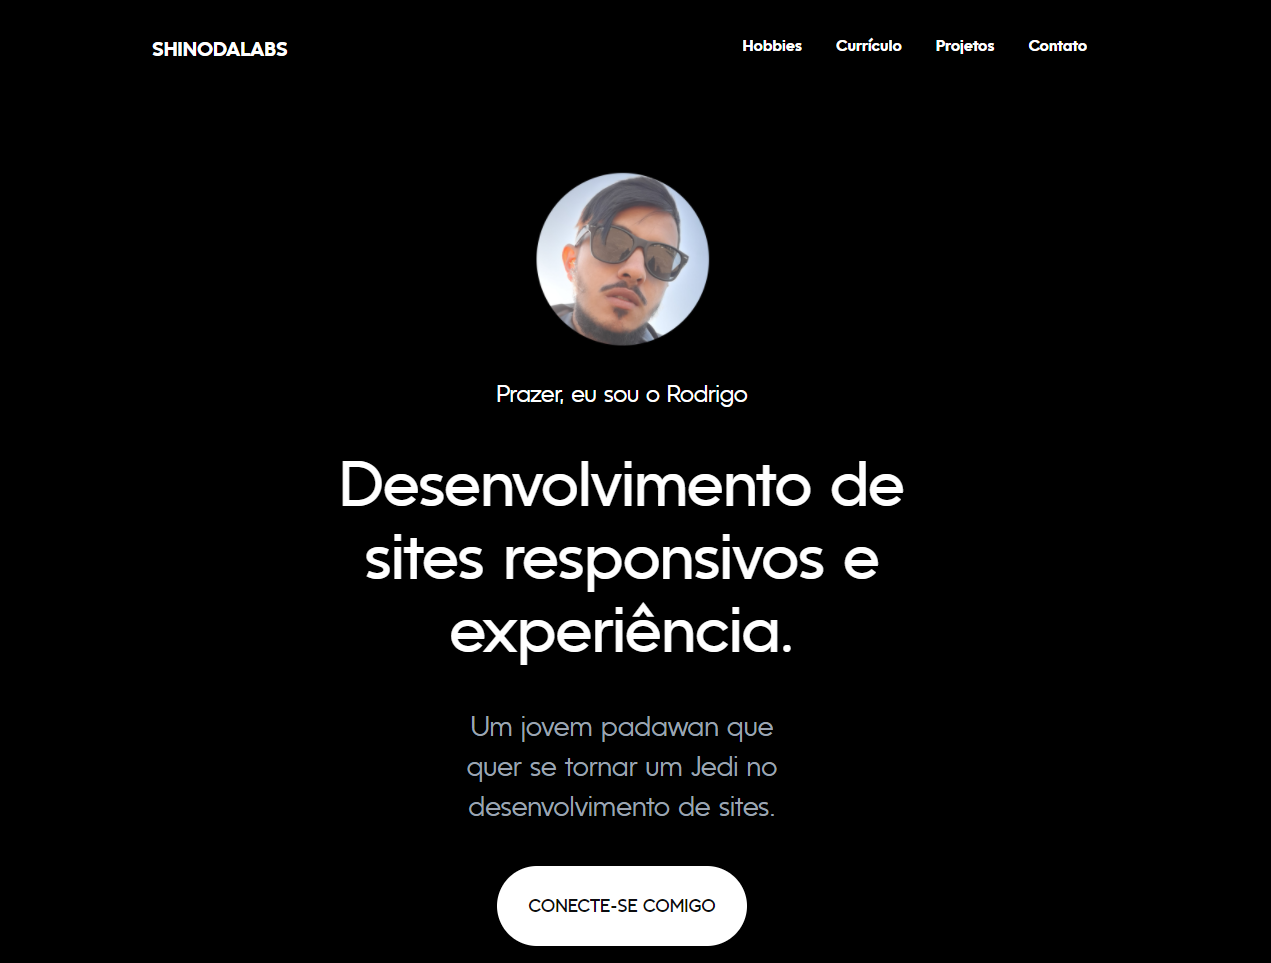 SHINODALABS
Hobbies Currículo Projetos Contato
Prazer, eu sou o Rodrigo
Desenvolvimento de
sites responsivos e
experiência.
Um jovem padawan que
quer se tornar um Jedi no
desenvolvimento de sites.
CONECTE-SE COMIGO